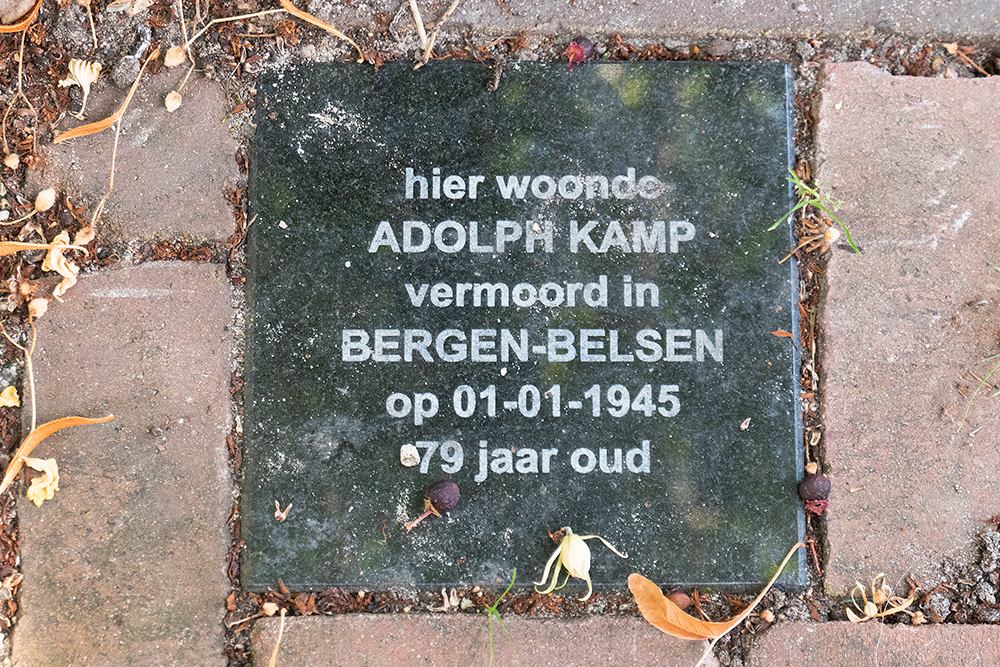 hier woonde
ADOLPH KAMP
vermoord in
BERGEN-BELSEN
op 01-01-1945
79 jaar oud